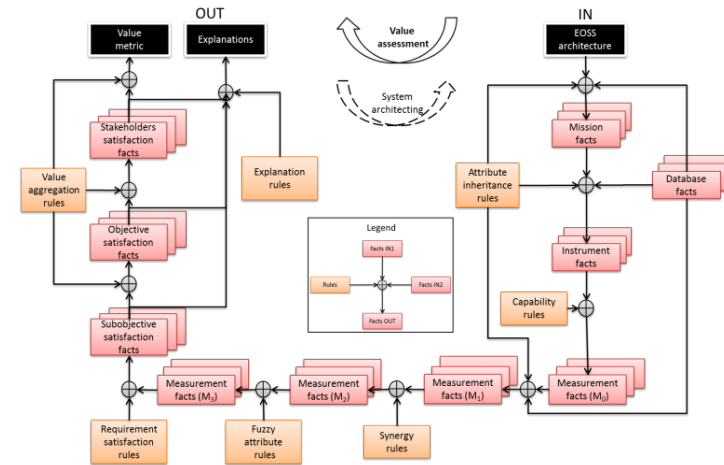 OUT
IN
Value
metric
Explanations
Value
assessment
System
architecting
EOSS
architecture
Stakeholders
satisfaction
facts
Mission
facts
Value
aggregation
rules
Explanation
rules
Attribute
inheritance
rules
Database
facts
Objective
satisfaction
facts
Legend
Facts IN1
Rules
Facts IN2
Facts OUT
Instrument
facts
Capability
rules
Subobjective
satisfaction
facts
Measurement
facts (M3)
Measurement
facts (M2)
Measurement
facts (M1)
Measurement
facts (M0)
Requirement
satisfaction
rules
Fuzzy
attribute
rules
Synergy
rules